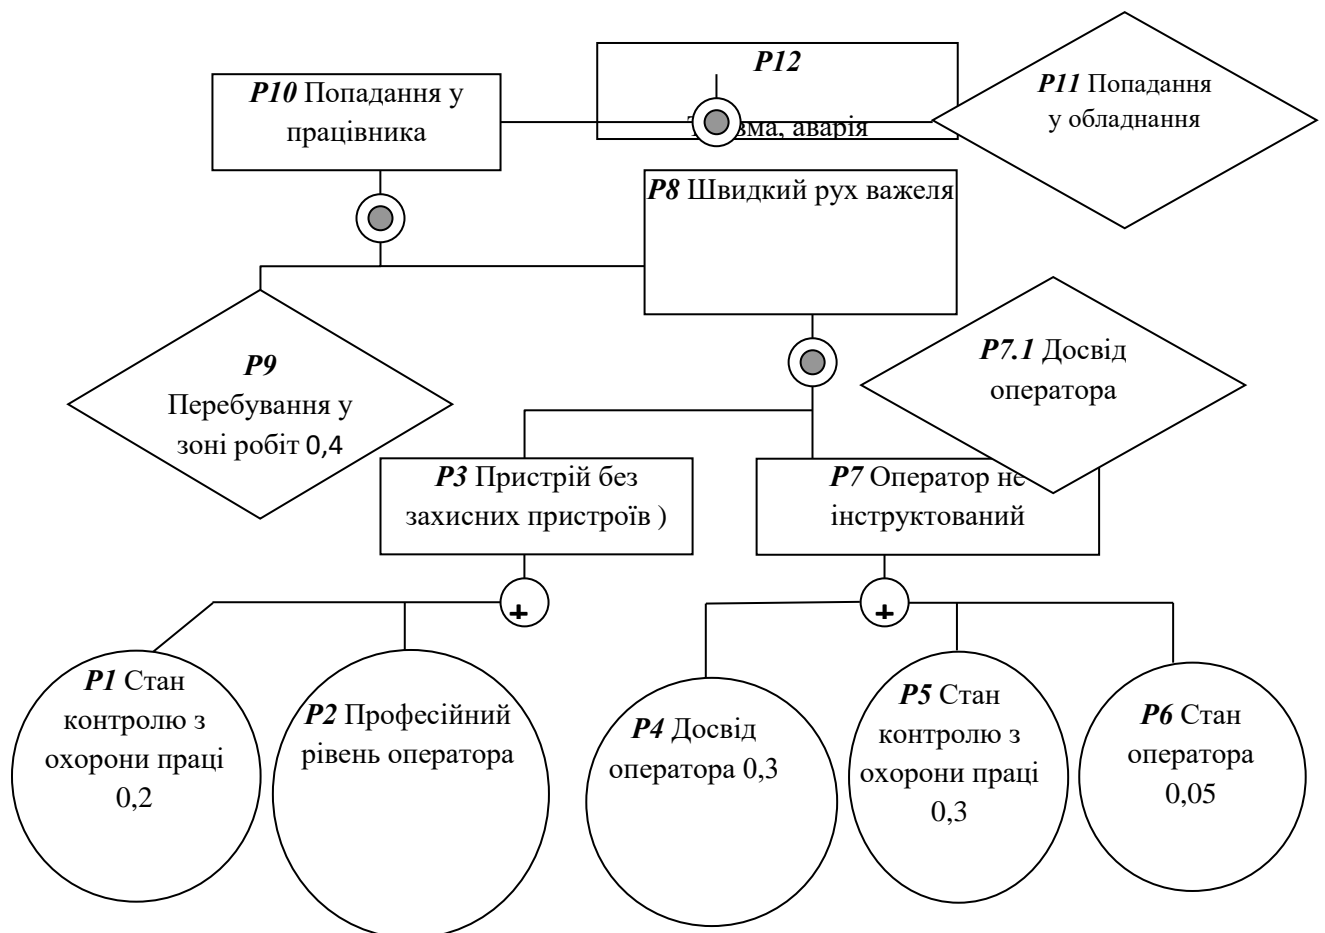 P12
P10 Попадання у
працівника
аварія
P11 Попадання
у обладнання
P8 Швидкий рух важеля
P9
Перебування у
зоні робіт 0,4
P7.1 Досвід
оператора
P3 Пристрій без
захисних пристроїв )
P7 Оператор не
інструктований
+
+
P1 Стан
контролю з
охорони праці
0,2
P2 Професійний
рівень оператора
P4 Досвід
оператора 0,3
P5 Стан
контролю з
охорони праці
0,3
P6 Стан
оператора
0,05